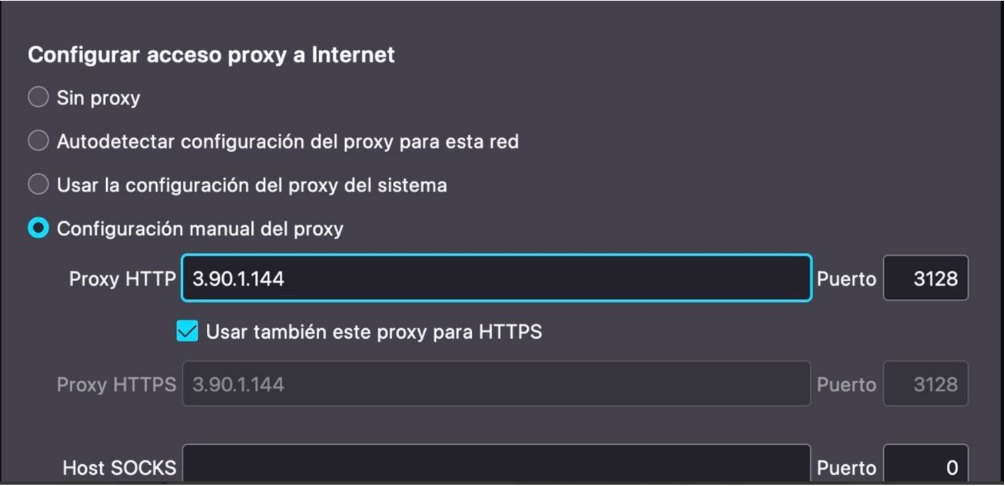 Configurar acceso proxy a Internet
Sin proxy
Autodetectar configuración del proxy para esta red
Usar la configuración del proxy del sistema
Configuración manual del proxy
Proxy HTTP 3.90.1.144 Puerto 3128
Usar también este proxy para HTTPS
Proxy HTTPS 3.90.1.144 Puerto 3128
Host SOCKS Puerto 0